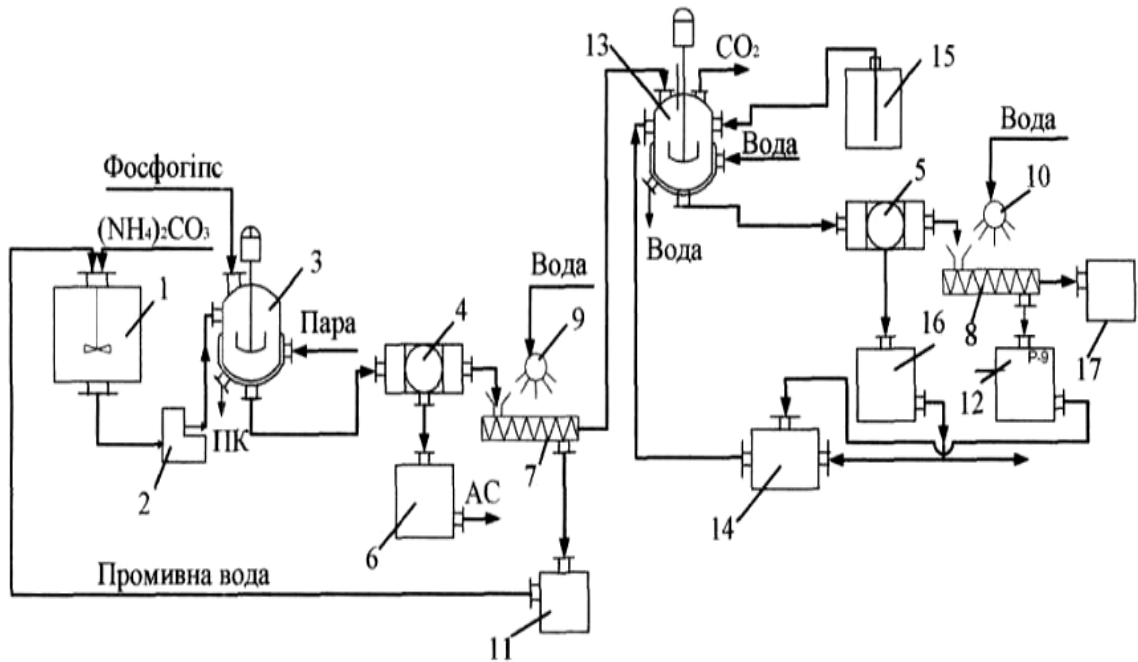 13
CO₂
15
Вода
Вода
5
10
Фосфогіпс
(NH₄)₂CO₃
1
3
Пара
Вода
4
9
Вода
8
16
P-9
12
17
ПК
2
7
14
6
АС
Промивна вода
11